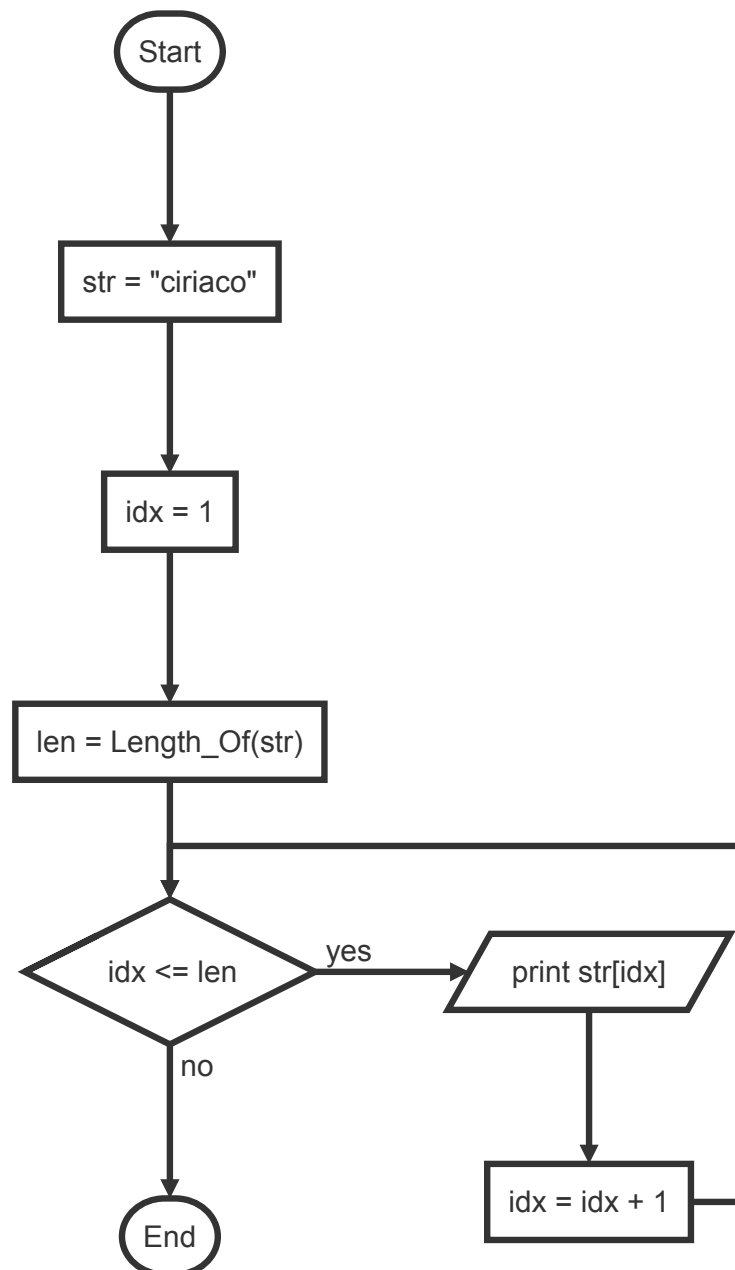 Start
str = "ciriaco"
idx = 1
len = Length_Of(str)
idx <= len
yes
print str[idx]
no
idx = idx + 1
End